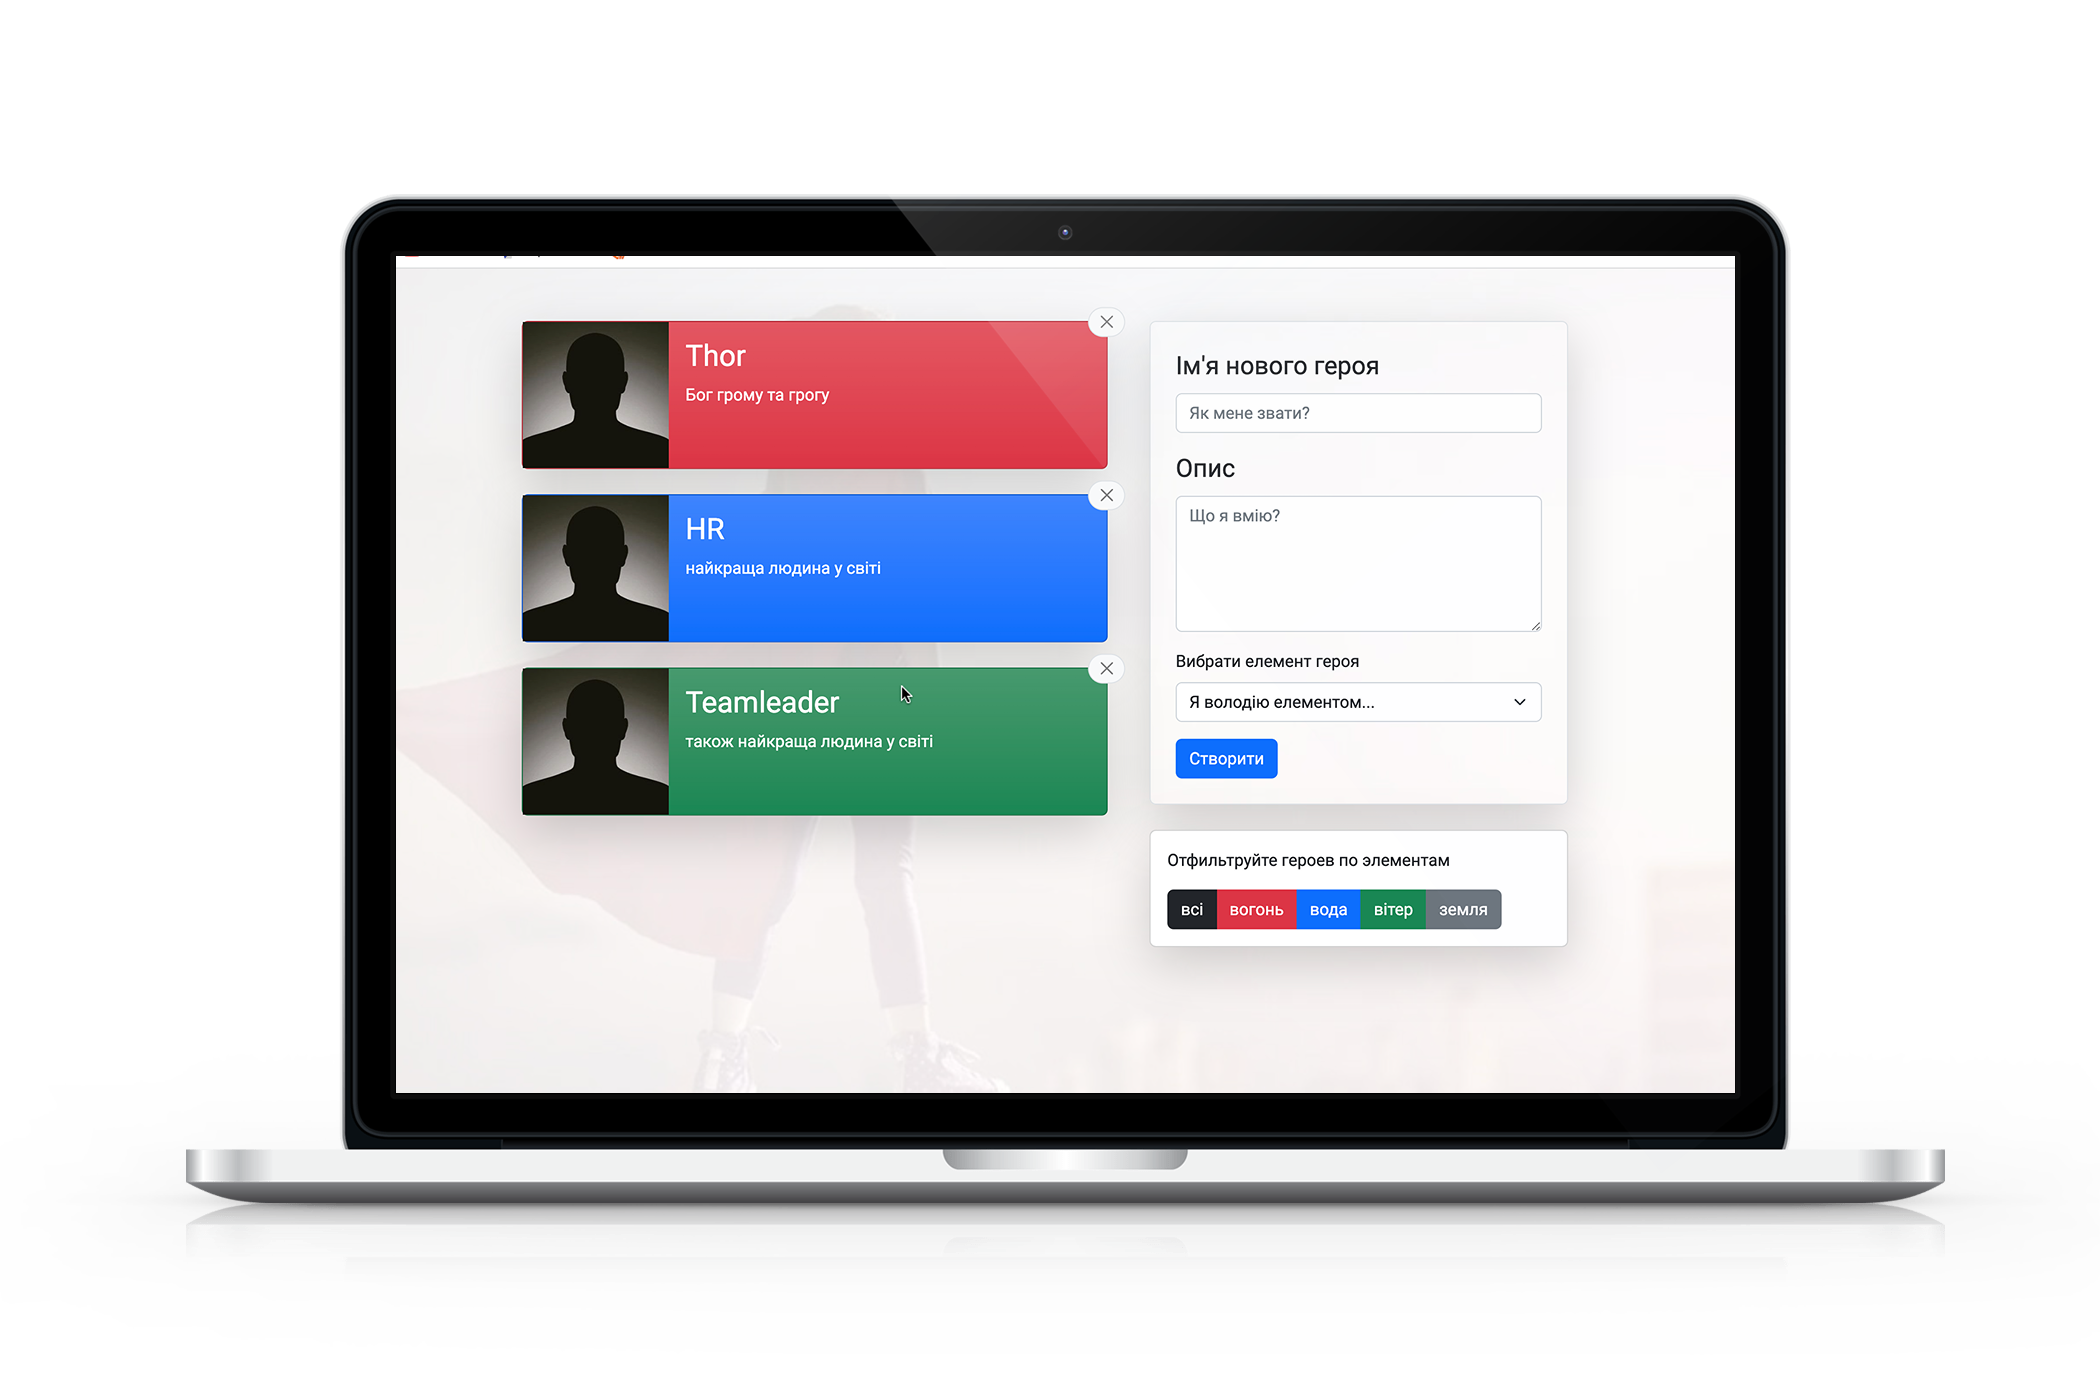 Thor
Бог грому та грогу
HR
найкраща людина у світі
Teamleader
також найкраща людина у світі
Ім'я нового героя
Як мене звати?
Опис
Що я вмію?
Вибрати елемент героя
Я володію елементом...
Створити
Отфильтруйте героев по элементам
всі вогонь вода вітер земля